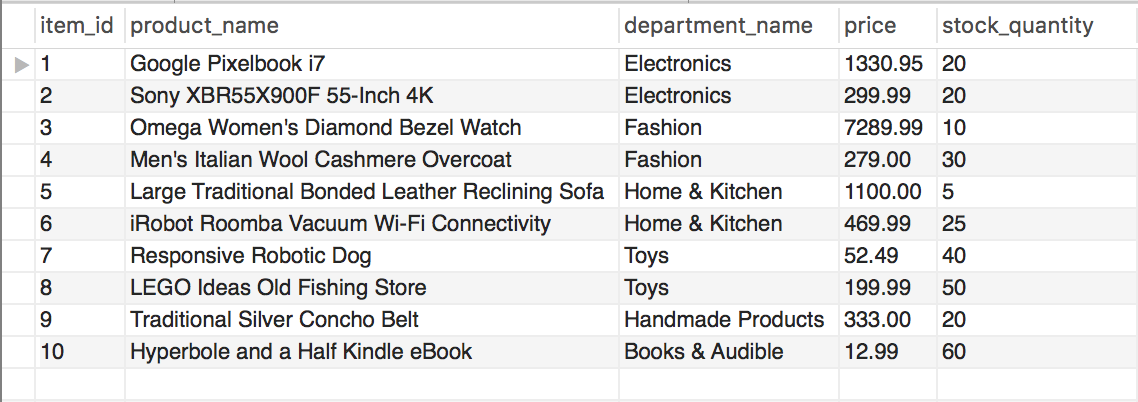 item_id product_name department_name price stock_quantity
1 Google Pixelbook i7 Electronics 1330.95 20
2 Sony XBR55X900F 55-Inch 4K Electronics 299.99 20
3 Omega Women's Diamond Bezel Watch Fashion 7289.99 10
4 Men's Italian Wool Cashmere Overcoat Fashion 279.00 30
5 Large Traditional Bonded Leather Reclining Sofa Home & Kitchen 1100.00 5
6 iRobot Roomba Vacuum Wi-Fi Connectivity Home & Kitchen 469.99 25
7 Responsive Robotic Dog Toys 52.49 40
8 LEGO Ideas Old Fishing Store Toys 199.99 50
9 Traditional Silver Concho Belt Handmade Products 333.00 20
10 Hyperbole and a Half Kindle eBook Books & Audible 12.99 60